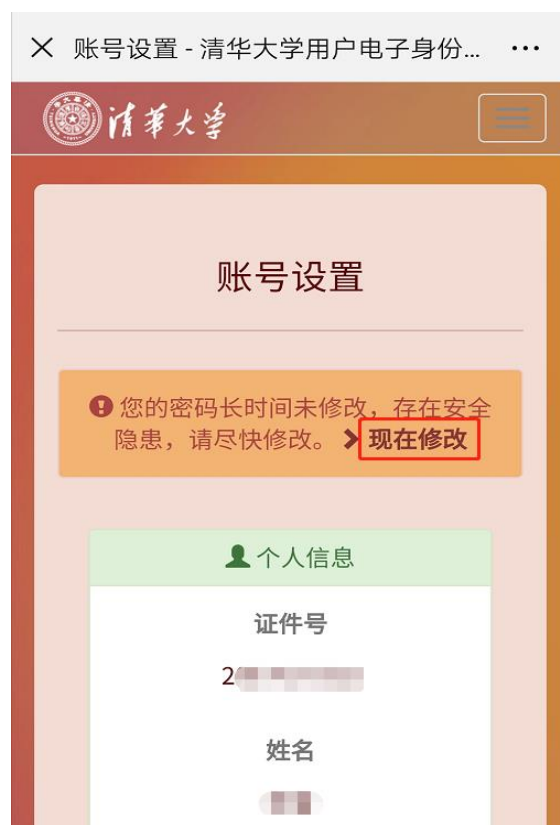 账号设置 - 清华大学用户电子身份...
清华大学
账号设置
您的密码长时间未修改，存在安全
隐患，请尽快修改。 现在修改
个人信息
证件号
2
姓名